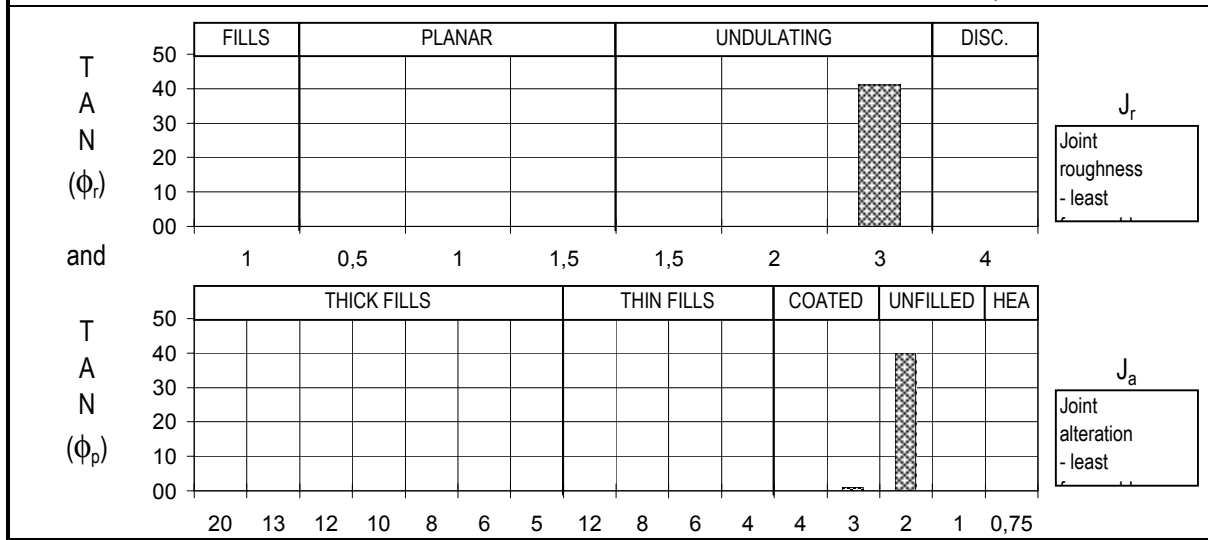 FILLS PLANAR UNDULATING DISC.
T
A
N
(ϕr)
50
40
30
20
10
00
Jr
Joint
roughness
- least
and
1 0,5 1 1,5 1,5 2 3 4
THICK FILLS THIN FILLS COATED UNFILLED HEA
T
A
N
(ϕp)
50
40
30
20
10
00
Ja
Joint
alteration
- least
20 13 12 10 8 6 5 12 8 6 4 4 3 2 1 0,75